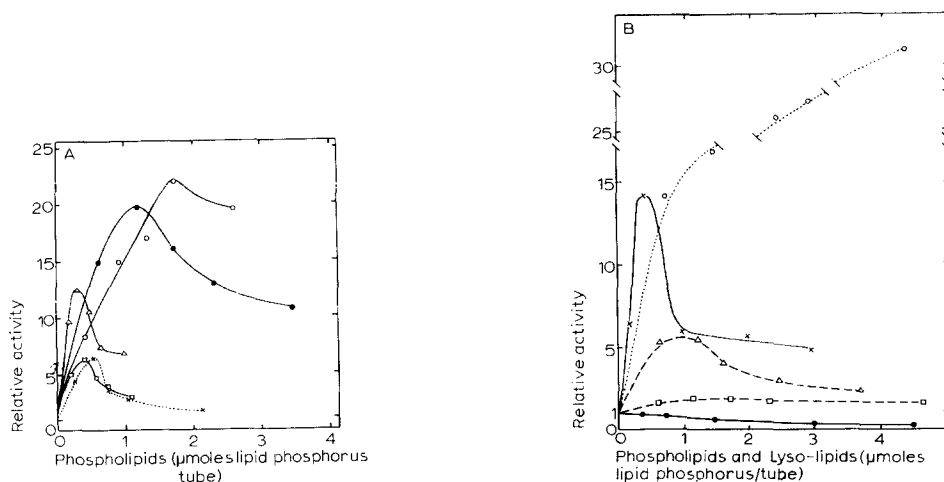 A
25
20
15
10
5
0
Relative activity
0 1 2 3 4
Phospholipids (μmoles lipid phosphorus
tube)
B
30
25
15
10
5
1
0
Relative activity
0 1 2 3 4 5
Phospholipids and Lyso-lipids (μmoles
lipid phosphorus/tube)